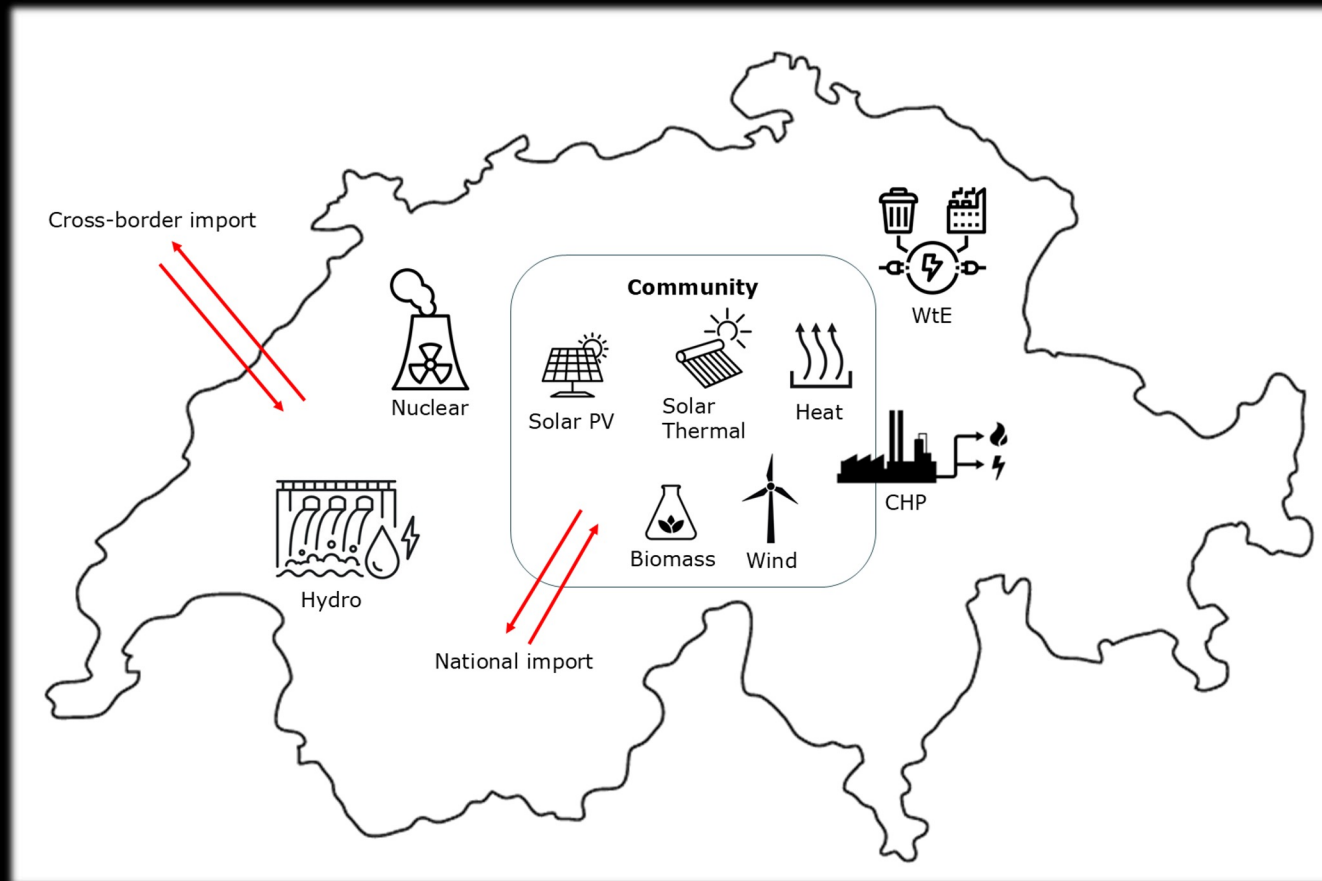 Cross-border import
WtE
Community
Nuclear
Solar PV
Solar
Thermal
Heat
CHP
Biomass
Wind
Hydro
National import